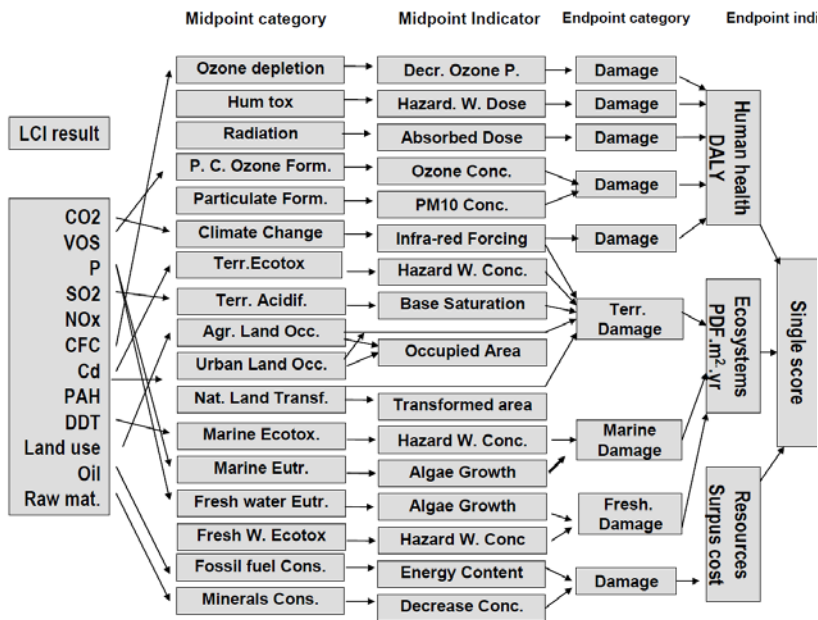 Midpoint category
Midpoint Indicator
Endpoint category
Endpoint indi
LCI result
CO2
VOS
P
SO2
NOx
CFC
Cd
PAH
DDT
Land use
Oil
Raw mat.
Ozone depletion
Hum tox
Radiation
P. C. Ozone Form.
Particulate Form.
Climate Change
Terr.Ecotox
Terr. Acidif.
Agr. Land Occ.
Urban Land Occ.
Nat. Land Transf.
Marine Ecotox.
Marine Eutr.
Fresh water Eutr.
Fresh W. Ecotox
Fossil fuel Cons.
Minerals Cons.
Decr. Ozone P.
Hazard. W. Dose
Absorbed Dose
Ozone Conc.
PM10 Conc.
Infra-red Forcing
Hazard W. Conc.
Base Saturation
Occupied Area
Transformed area
Hazard W. Conc.
Algae Growth
Algae Growth
Hazard W. Conc
Energy Content
Decrease Conc.
Damage
Damage
Damage
Damage
Damage
Terr.
Damage
Marine
Damage
Fresh.
Damage
Damage
Human health
DALY
Ecosystems
PDF.m².yr
Resources
Surpus cost
Single score